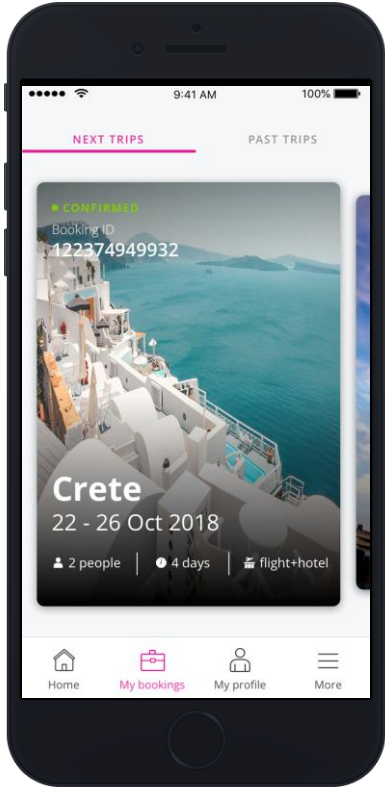 9:41 AM
100%
NEXT TRIPS
PAST TRIPS
CONFIRMED
Booking ID
122374949932
Crete
22 - 26 Oct 2018
2 people
4 days
flight+hotel
Home
My bookings
My profile
More